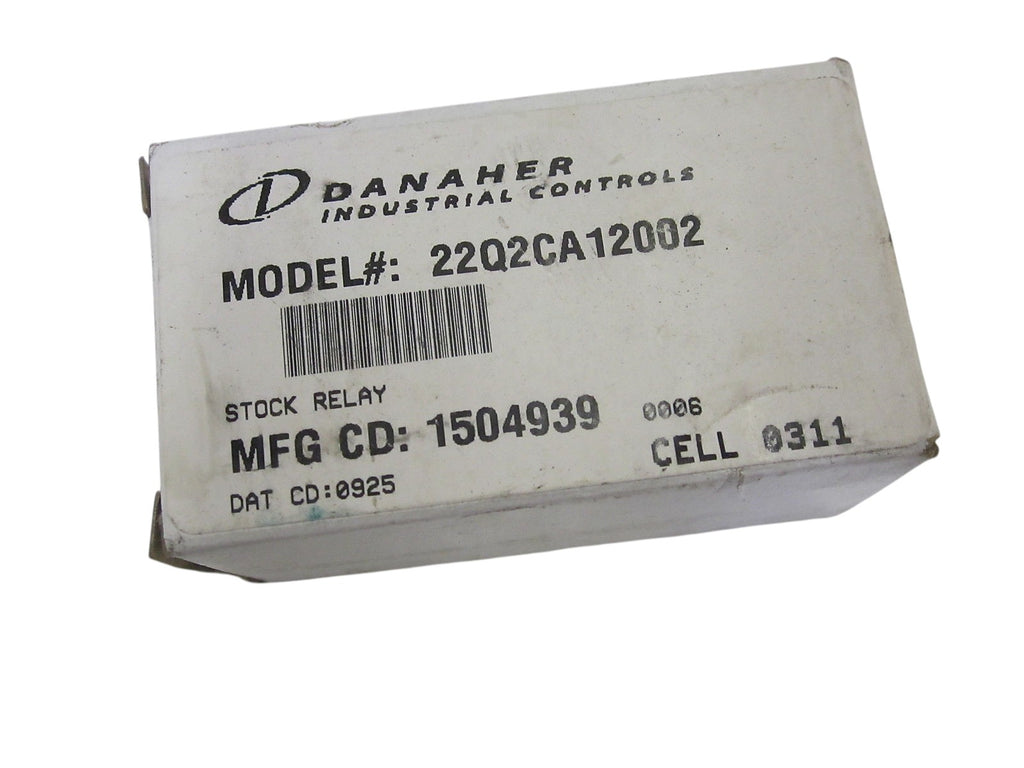 DANAHER
INDUSTRIAL CONTROLS
MODEL#: 22Q2CA12002
STOCK RELAY
MFG CD: 1504939 0006
DAT CD:0925 CELL 0311